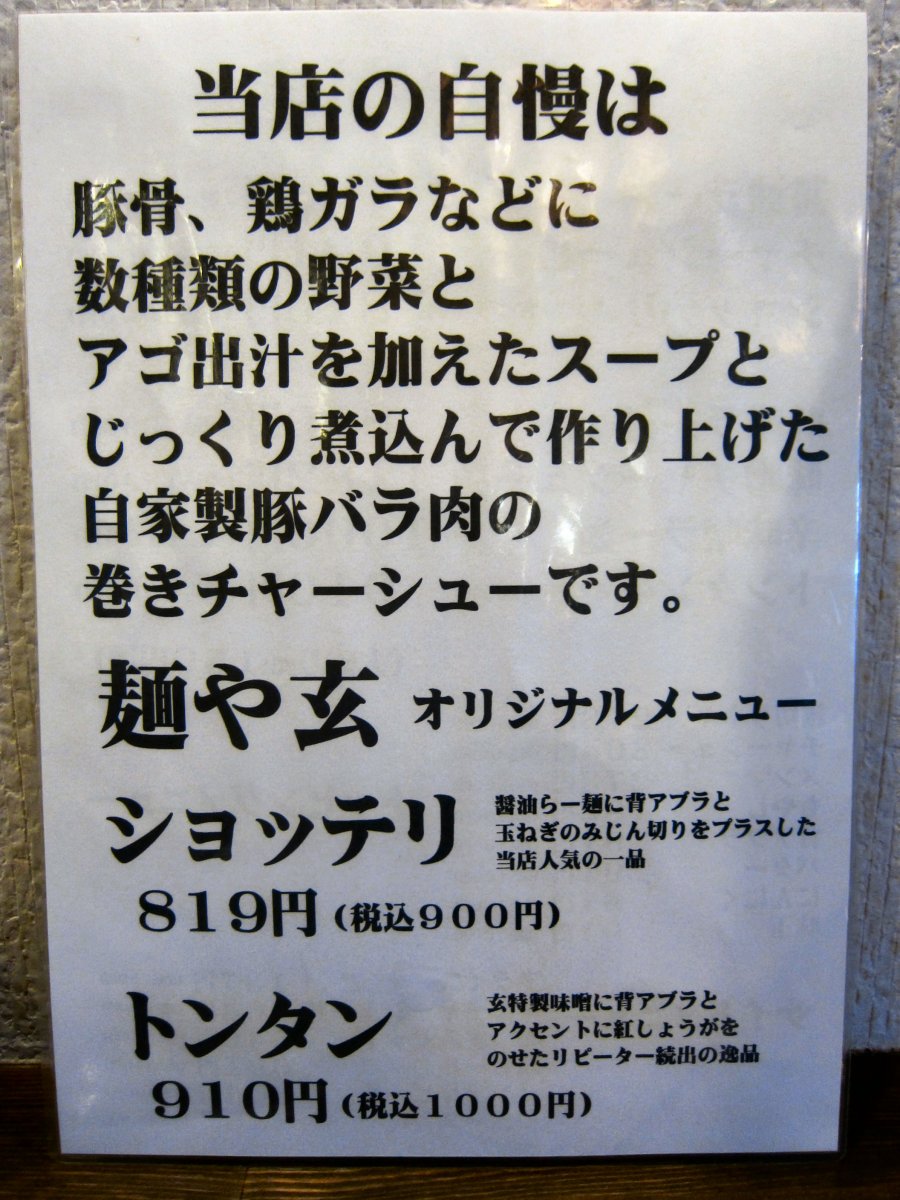 当店の自慢は
豚骨、鶏ガラなどに
数種類の野菜と
アゴ出汁を加えたスープと
じっくり煮込んで作り上げた
自家製豚バラ肉の
巻きチャーシューです。
麺や玄 オリジナルメニュー
ショッテリ
醤油らー麺に背アブラと
玉ねぎのみじん切りをプラスした
当店人気の一品
819円(税込900円)
トンタン
玄特製味噌に背アブラと
アクセントに紅しょうがを
のせたリピーター続出の逸品
910円(税込1000円)